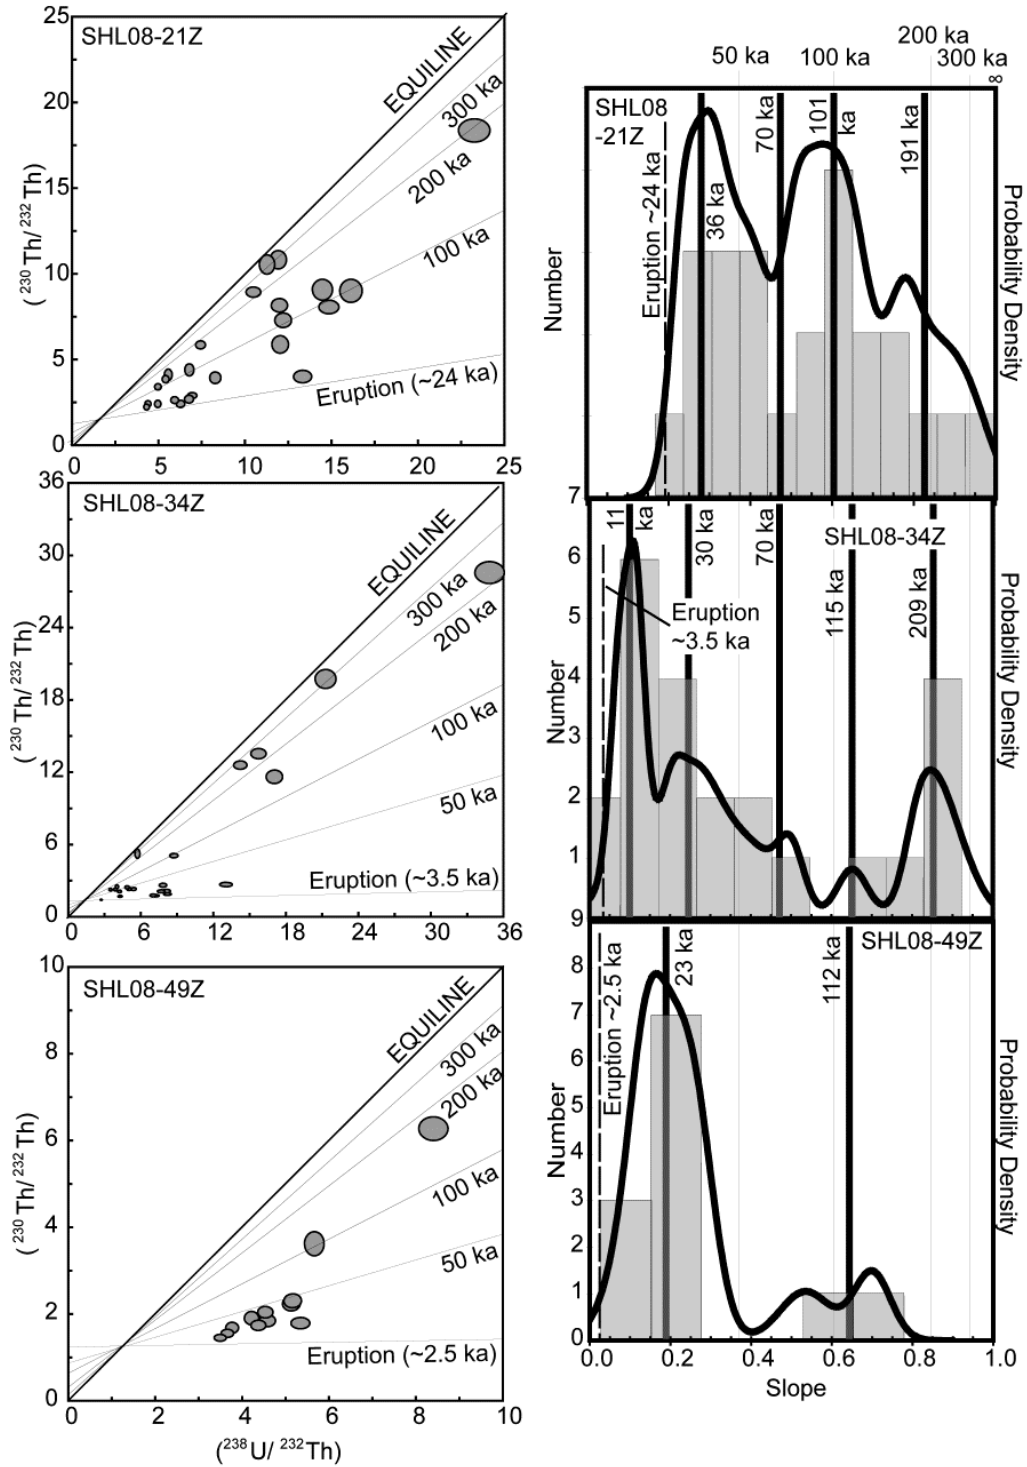 25
SHL08-21Z
EQUILINE
300 ka
20
200 ka
15
100 ka
10
5
Eruption (~24 ka)
0
0 5 10 15 20 25
(230Th/232Th)
36
SHL08-34Z
EQUILINE
30
300 ka
200 ka
24
18
100 ka
12
50 ka
6
Eruption (~3.5 ka)
0
0 6 12 18 24 30 36
(230Th/232Th)
10
SHL08-49Z
EQUILINE
8
300 ka
200 ka
6
100 ka
4
50 ka
2
Eruption (~2.5 ka)
0
0 2 4 6 8 10
(230Th/232Th)
(238U/ 232Th)
50 ka 100 ka 200 ka 300 ka ∞
SHL08
-21Z
Eruption ~24 ka
36 ka
70 ka
101
ka
191 ka
Number
Probability Density
7
11
ka
30 ka
70 ka
SHL08-34Z
115 ka
209 ka
Eruption
~3.5 ka
6
5
4
3
2
1
Number
Probability Density
9
SHL08-49Z
Eruption ~2.5 ka
23 ka
112 ka
8
7
6
5
4
3
2
1
0
Number
Probability Density
0.0 0.2 0.4 0.6 0.8 1.0
Slope